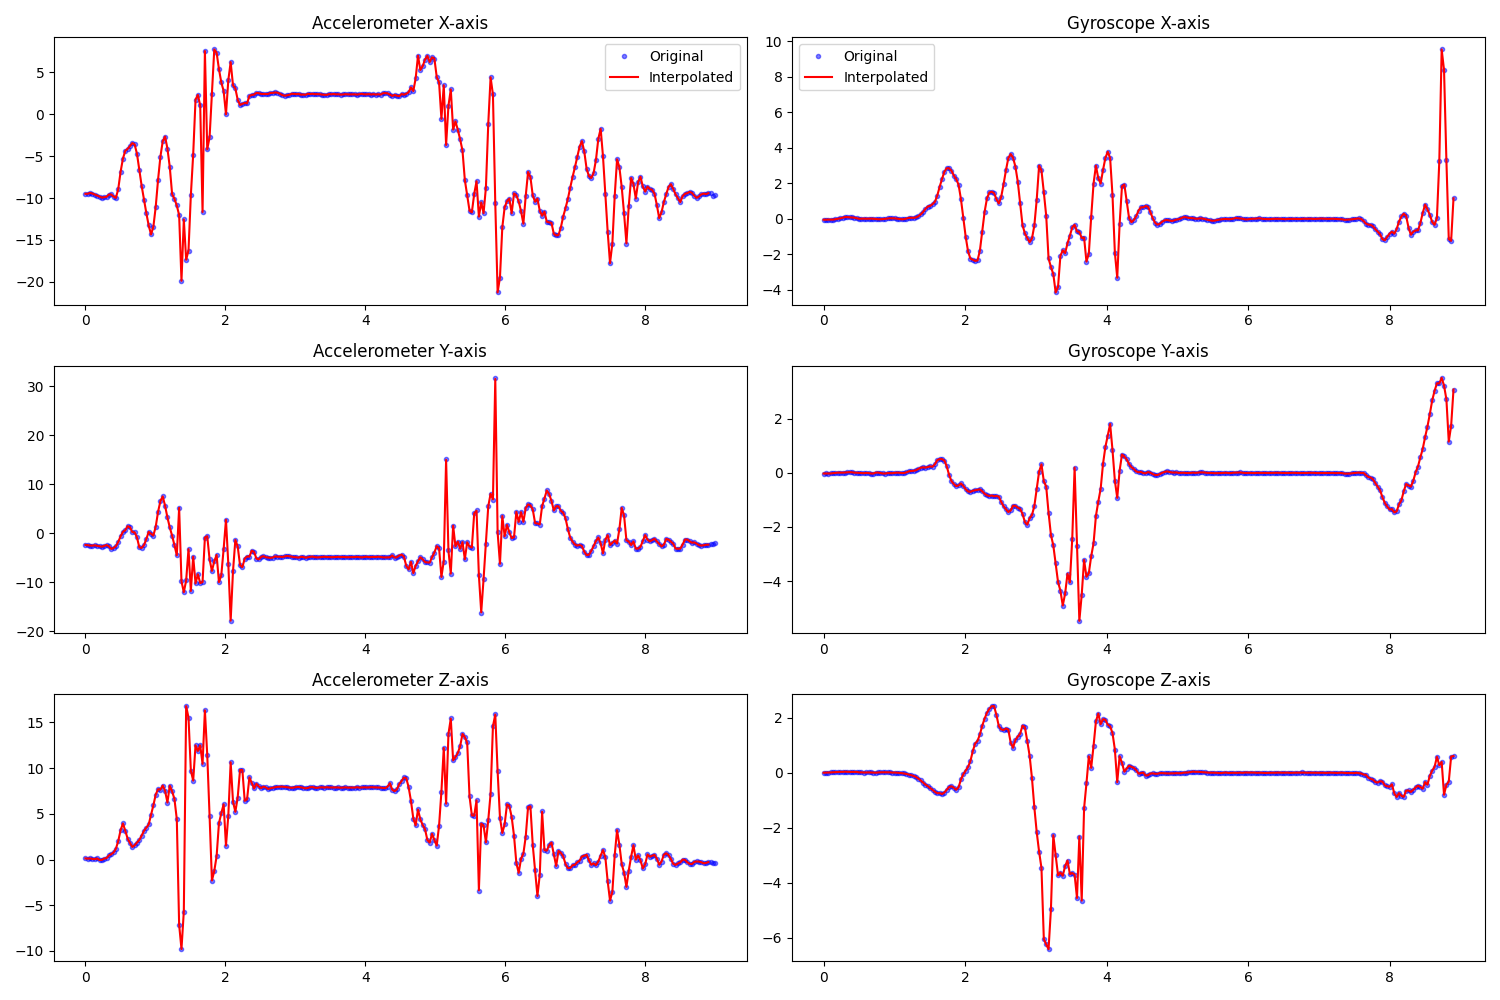 Accelerometer X-axis
5
0
−5
−10
−15
−20
0 2 4 6 8
Original
Interpolated
Gyroscope X-axis
10
8
6
4
2
0
−2
−4
0 2 4 6 8
Original
Interpolated
Accelerometer Y-axis
30
20
10
0
−10
−20
0 2 4 6 8
Gyroscope Y-axis
2
0
−2
−4
0 2 4 6 8
Accelerometer Z-axis
15
10
5
0
−5
−10
0 2 4 6 8
Gyroscope Z-axis
2
0
−2
−4
−6
0 2 4 6 8